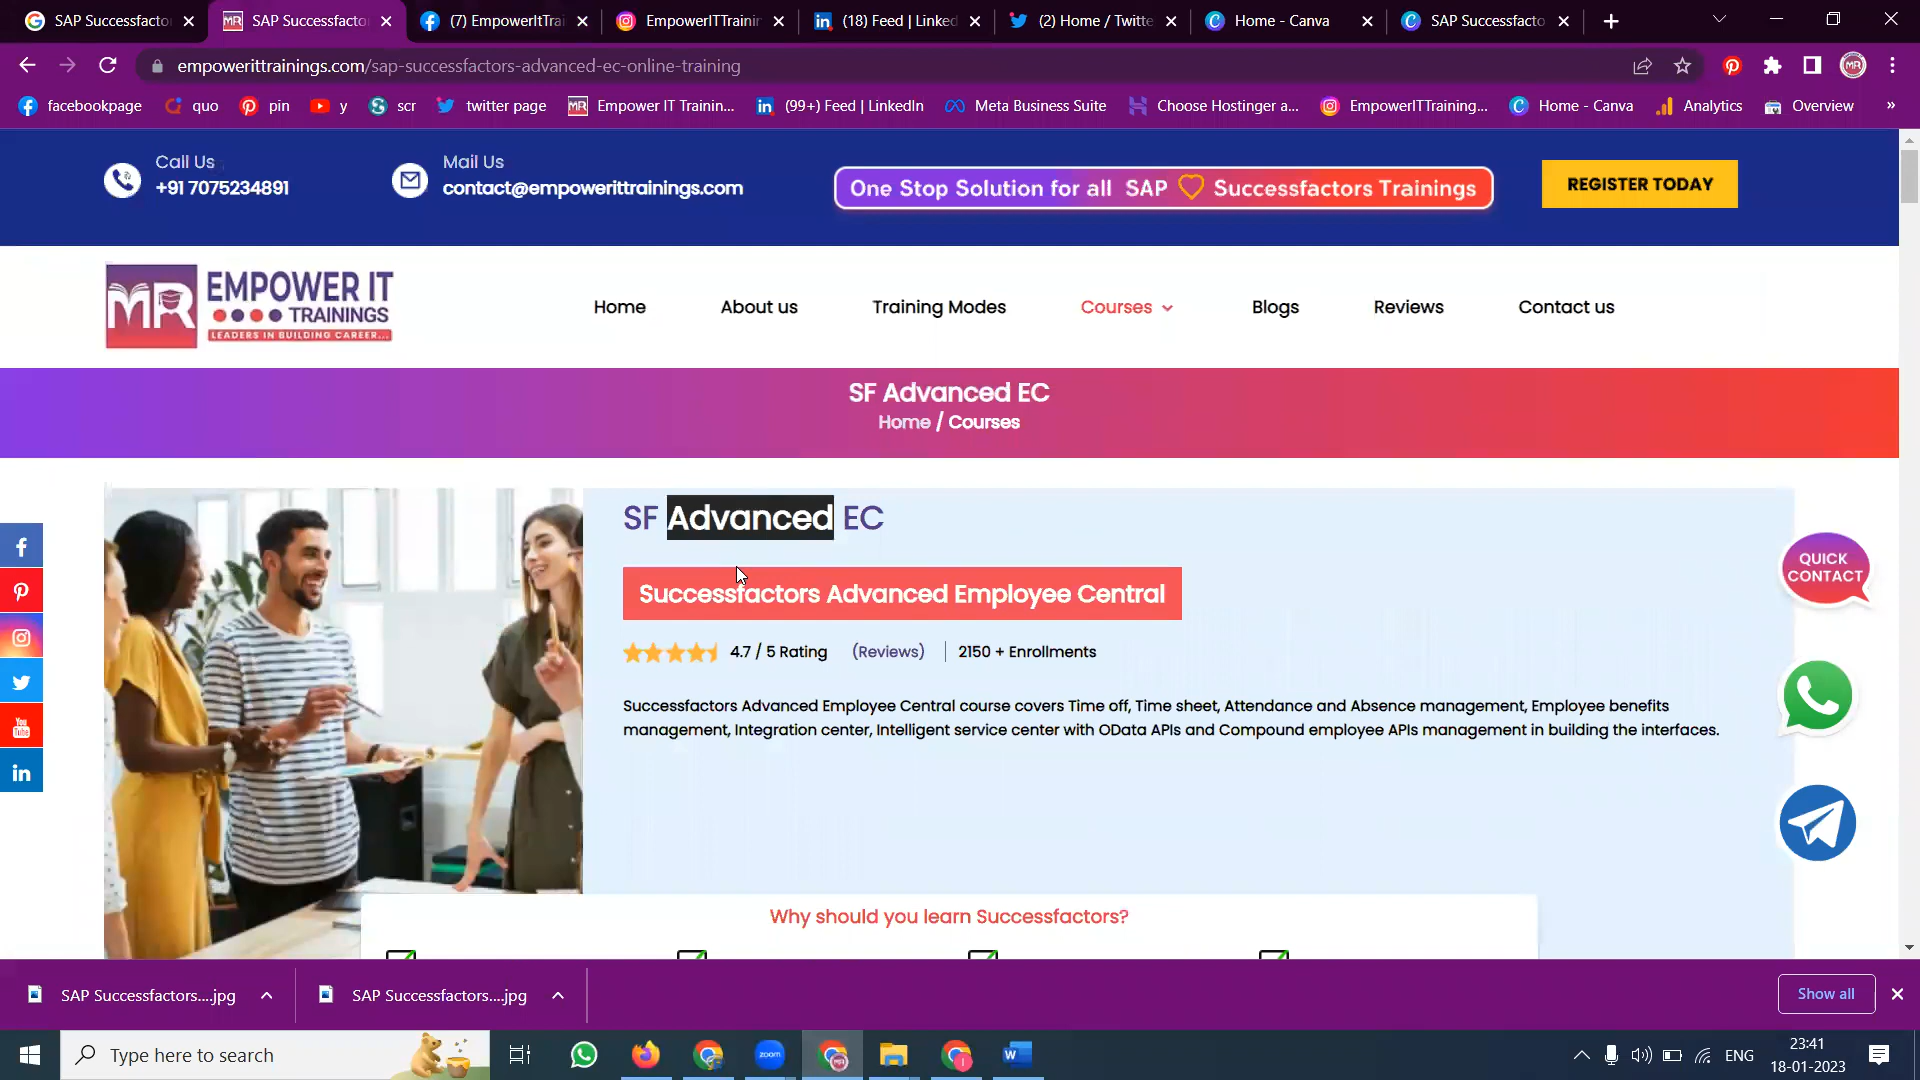 SAP Successfactor
SAP Successfacto
(7) EmpowerItTrai
EmpowerITTrainin
(18) Feed | Linked
(2) Home / Twitte
Home - Canva
SAP Successfacto
empowerittrainings.com/sap-successfactors-advanced-ec-online-training
facebookpage
quo
pin
y
scr
twitter page
Empower IT Trainin...
(99+) Feed | LinkedIn
Meta Business Suite
Choose Hostinger a...
EmpowerITTraining...
Home - Canva
Analytics
Overview
Call Us
+91 7075234891
Mail Us
contact@empowerittrainings.com
One Stop Solution for all SAP Successfactors Trainings
REGISTER TODAY
MR
EMPOWER IT
TRAININGS
LEADERS IN BUILDING CAREER...
Home
About us
Training Modes
Courses
Blogs
Reviews
Contact us
SF Advanced EC
Home / Courses
SF Advanced EC
Successfactors Advanced Employee Central
4.7 / 5 Rating
(Reviews)
2150 + Enrollments
Successfactors Advanced Employee Central course covers Time off, Time sheet, Attendance and Absence management, Employee benefits
management, Integration center, Intelligent service center with OData APIs and Compound employee APIs management in building the interfaces.
QUICK
CONTACT
Why should you learn Successfactors?
SAP Successfactors....jpg
SAP Successfactors....jpg
Show all
Type here to search
zoom
ENG
23:41
18-01-2023